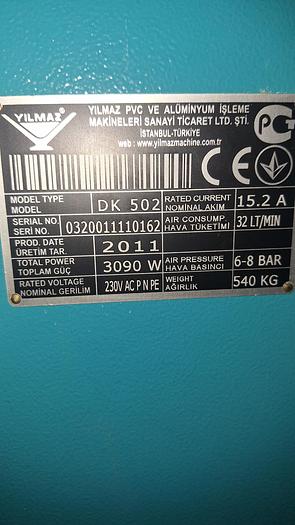 YILMAZ
YILMAZ PVC VE ALÜMİNYUM İŞLEME
MAKİNELERİ SANAYİ TİCARET LTD. ŞTİ.
İSTANBUL-TÜRKİYE
web : www.yilmazmachine.com.tr
CE
MODEL TYPE
MODEL
DK 502
RATED CURRENT
NOMİNAL AKIM
15.2 A
SERIAL NO.
SERİ NO.
0320011110162
AIR CONSUMP.
HAVA TÜKETİMİ
32 LT/MIN
PROD. DATE
ÜRETİM TAR.
2011
TOTAL POWER
TOPLAM GÜÇ
3090 W
AIR PRESSURE
HAVA BASINCI
6-8 BAR
RATED VOLTAGE
NOMİNAL GERİLİM
230V AC P N PE
WEIGHT
AĞIRLIK
540 KG